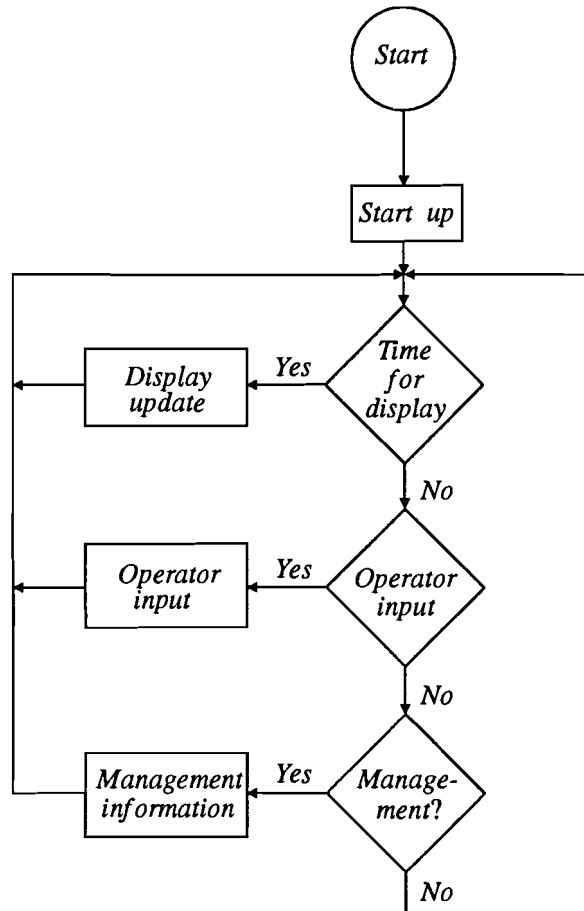 Start
Start up
Time
for
display
Yes
Display
update
No
Operator
input
Yes
Operator
input
No
Manage-
ment?
Yes
Management
information
No